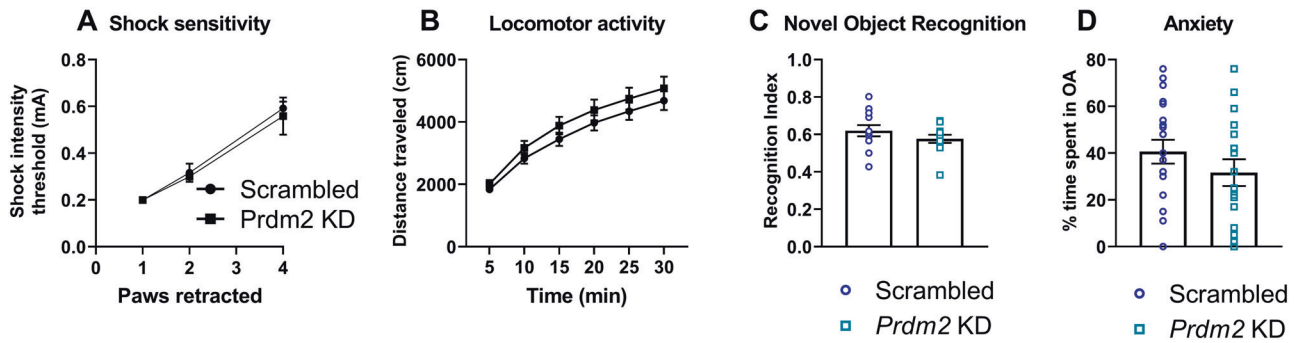 A Shock sensitivity
Shock intensity
threshold (mA)
0.8
0.6
0.4
0.2
0.0
0 1 2 3 4
Paws retracted
Scrambled
Prdm2 KD
B Locomotor activity
Distance traveled (cm)
6000
4000
2000
0
5 10 15 20 25 30
Time (min)
C Novel Object Recognition
Recognition Index
1.0
0.8
0.6
0.4
0.2
0.0
Scrambled
Prdm2 KD
D Anxiety
% time spent in OA
80
60
40
20
0
Scrambled
Prdm2 KD